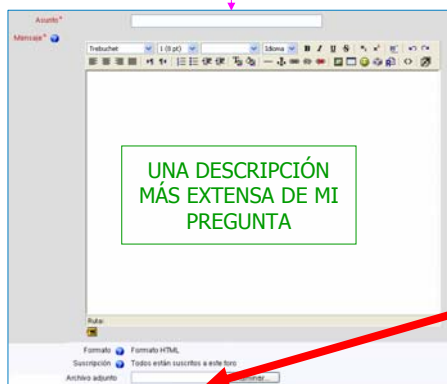 Asunto*
Mensaje*
Trebuchet 1 (8 pt) Idioma B I U S
UNA DESCRIPCIÓN
MÁS EXTENSA DE MI
PREGUNTA
Ruta:
Formato Formato HTML
Suscripción Todos están suscritos a este foro
Archivo adjunto